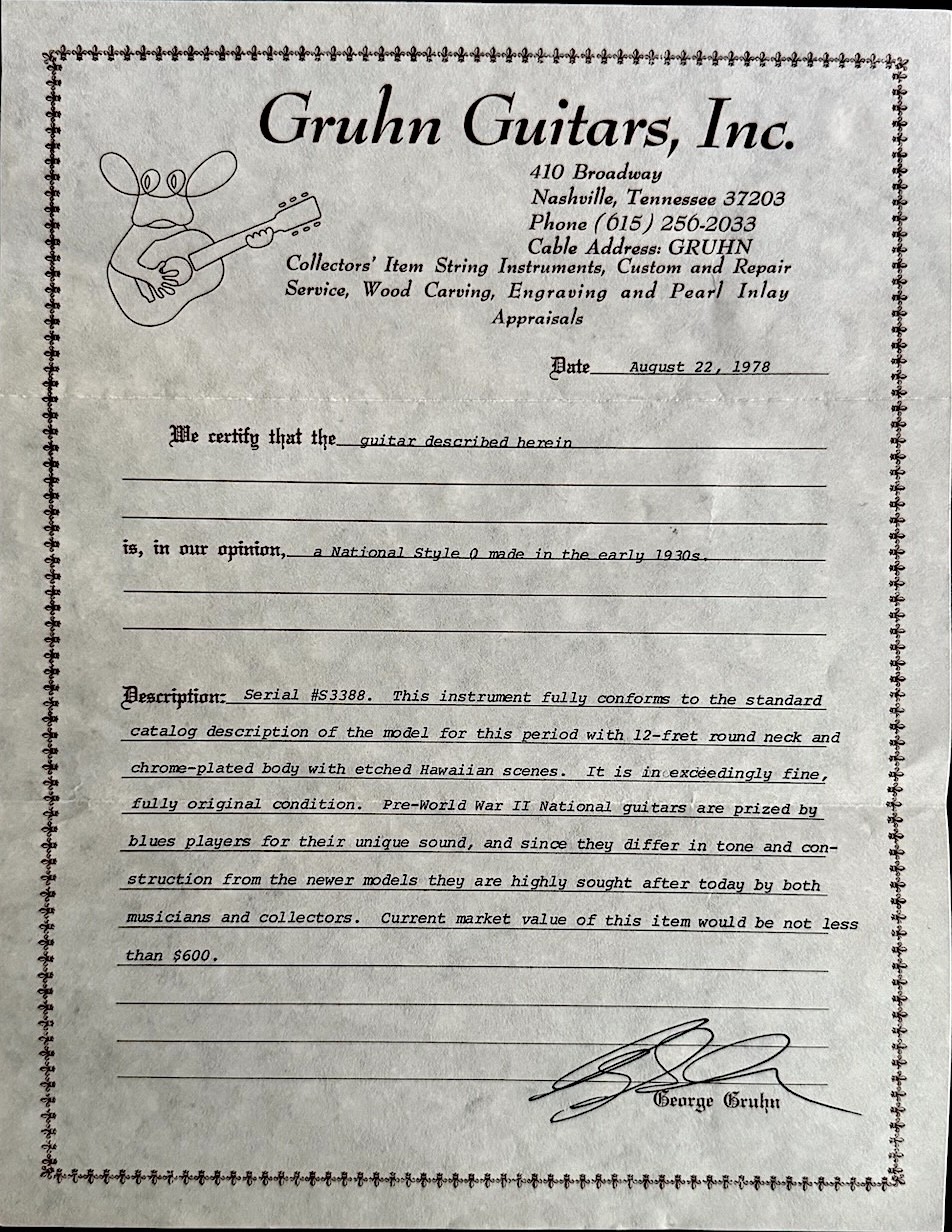 Gruhn Guitars, Inc.
410 Broadway
Nashville, Tennessee 37203
Phone (615) 256-2033
Cable Address: GRUHN
Collectors' Item String Instruments, Custom and Repair
Service, Wood Carving, Engraving and Pearl Inlay
Appraisals
Date August 22, 1978
We certify that the guitar described herein
is, in our opinion, a National Style O made in the early 1930s.
Description: Serial #S3388. This instrument fully conforms to the standard
catalog description of the model for this period with 12-fret round neck and
chrome-plated body with etched Hawaiian scenes. It is in exceedingly fine,
fully original condition. Pre-World War II National guitars are prized by
blues players for their unique sound, and since they differ in tone and con-
struction from the newer models they are highly sought after today by both
musicians and collectors. Current market value of this item would be not less
than $600.
George Gruhn